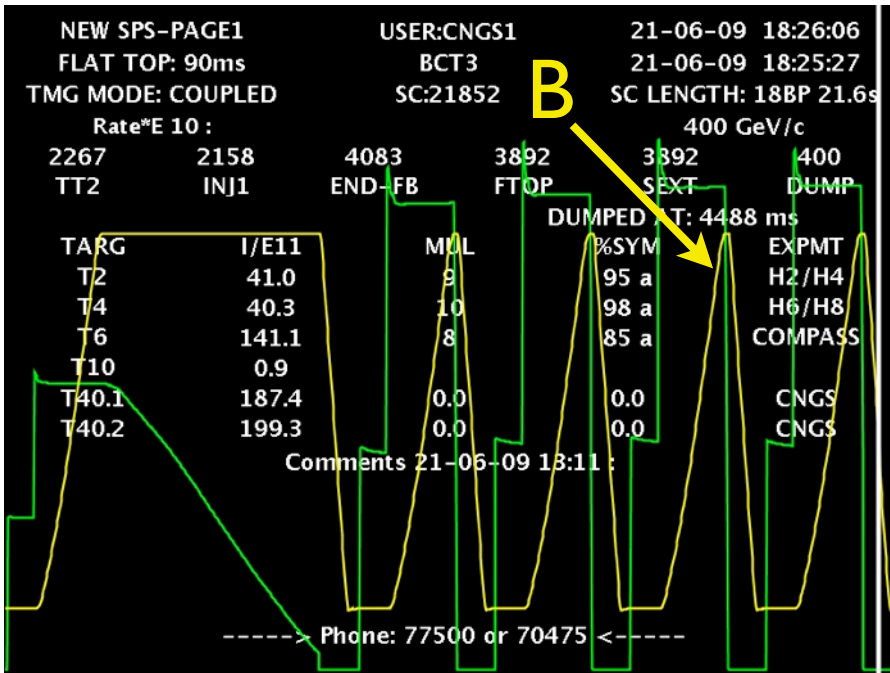 NEW SPS-PAGE1 USER:CNGS1 21-06-09 18:26:06
FLAT TOP: 90ms BCT3 21-06-09 18:25:27
TMG MODE: COUPLED SC:21852 SC LENGTH: 18BP 21.6s
B
Rate*E 10 : 400 GeV/c
2267 2158 4083 3892 3892 400
TT2 INJ1 END-FB FTOP SEXT DUMP
DUMPED AT: 4488 ms
TARG I/E11 MUL %SYM EXPMT
T2 41.0 9 95 a H2/H4
T4 40.3 10 98 a H6/H8
T6 141.1 8 85 a COMPASS
T10 0.9
T40.1 187.4 0.0 0.0 CNGS
T40.2 199.3 0.0 0.0 CNGS
Comments 21-06-09 13:11 :
-----> Phone: 77500 or 70475 <-----